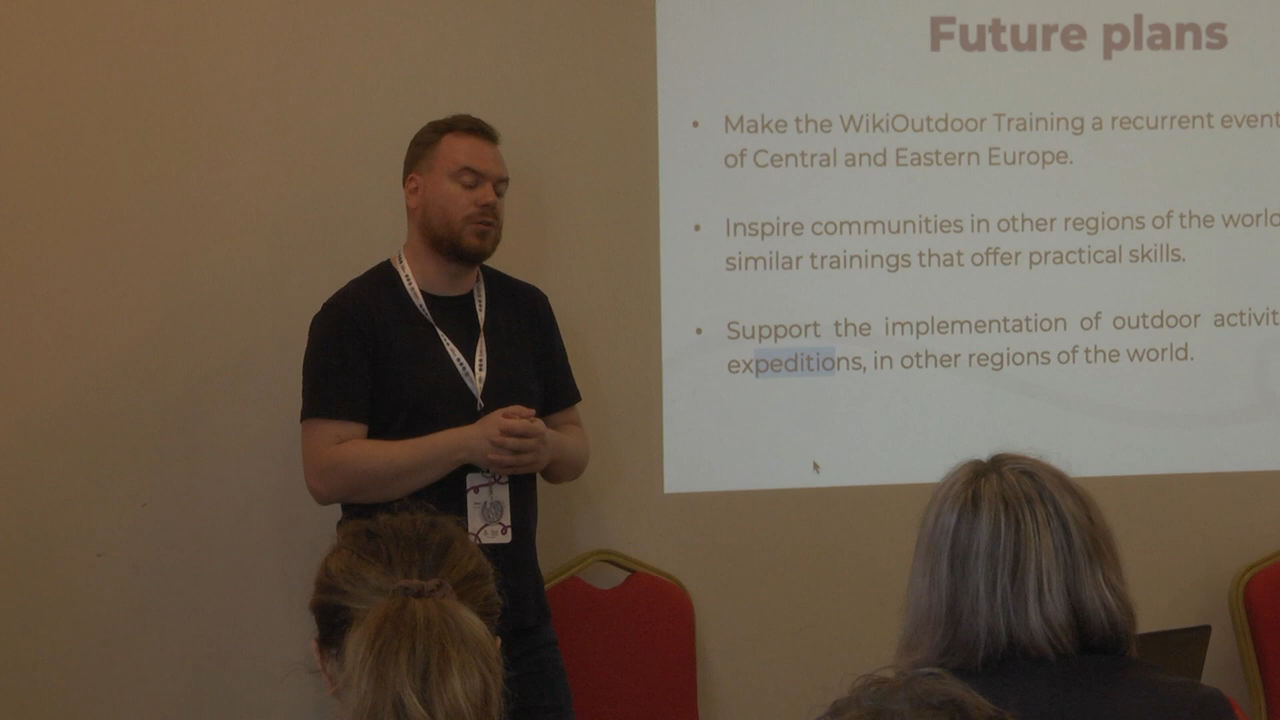 Future plans
• Make the WikiOutdoor Training a recurrent event
of Central and Eastern Europe.
• Inspire communities in other regions of the world
similar trainings that offer practical skills.
• Support the implementation of outdoor activit
expeditions, in other regions of the world.